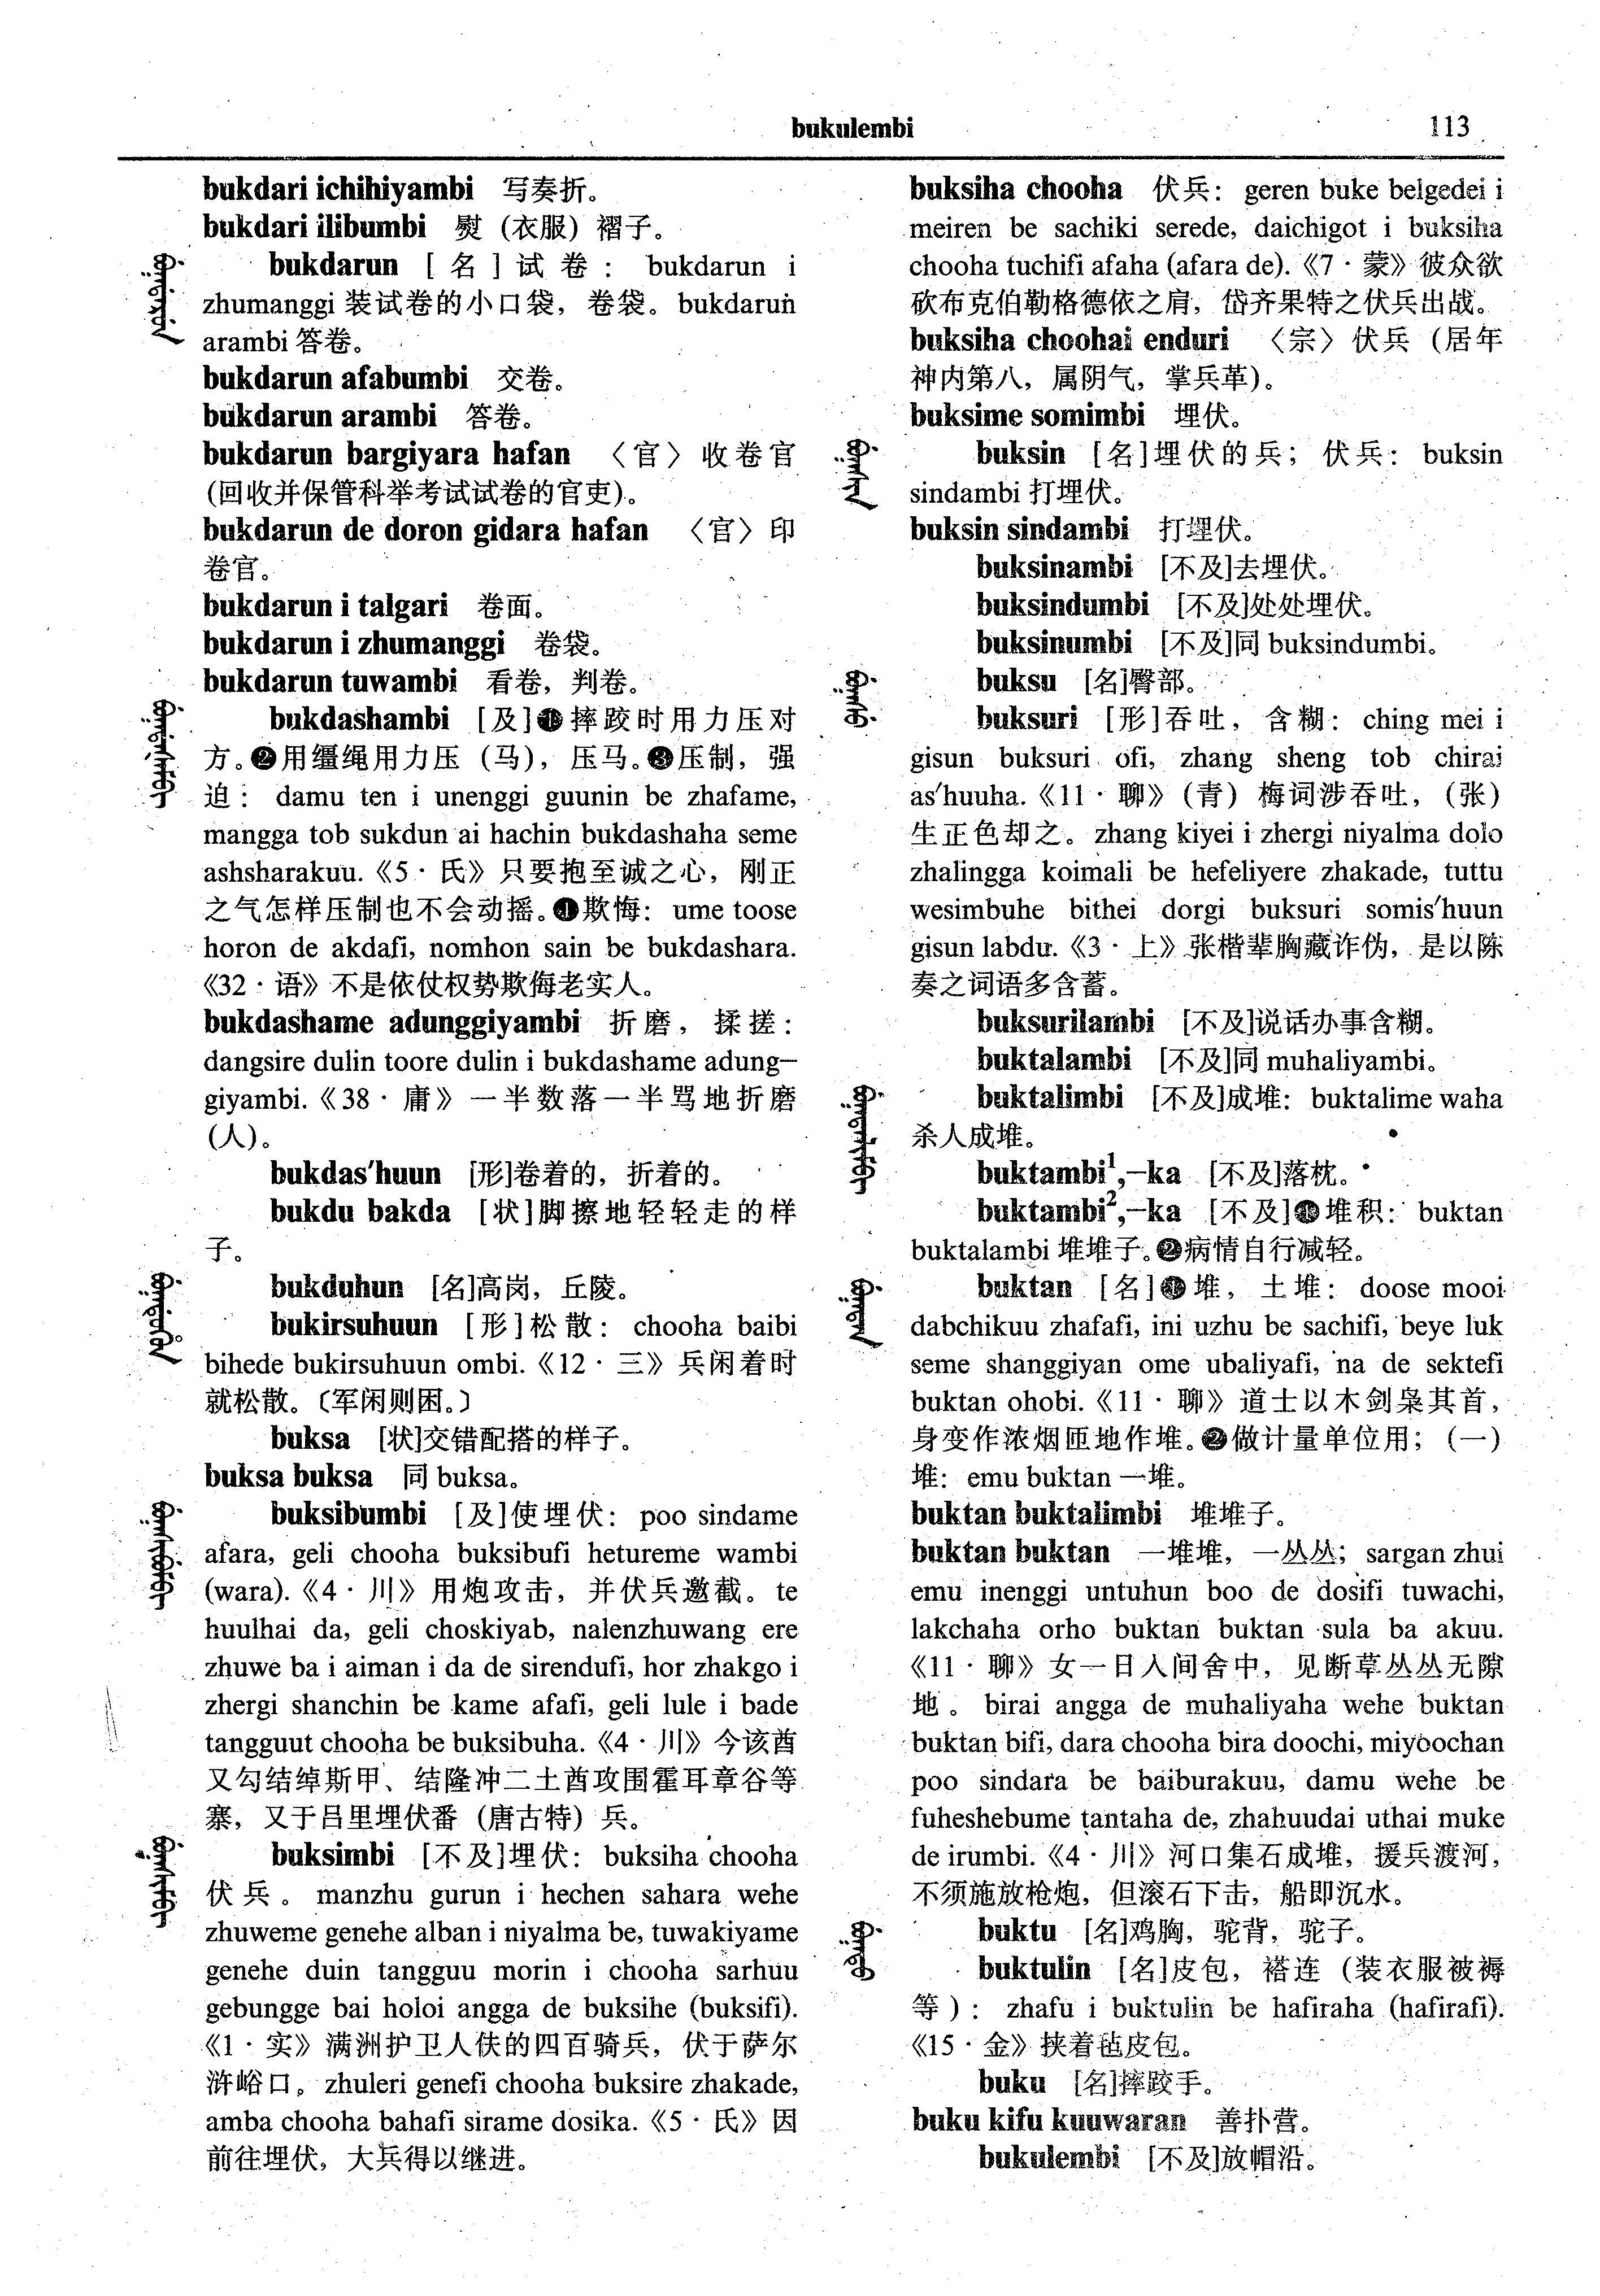 bukulembi 113
bukdari ichihiyambi 写奏折。
bukdari ilibumbi 熨（衣服）褶子。
bukdarun [名]试卷： bukdarun i
zhumanggi 装试卷的小口袋，卷袋。bukdarun
arambi 答卷。
bukdarun afabumbi 交卷。
bukdarun arambi 答卷。
bukdarun bargiyara hafan 〈官〉收卷官
(回收并保管科举考试试卷的官吏)。
bukdarun de doron gidara hafan 〈官〉印
卷官。
bukdarun i talgari 卷面。
bukdarun i zhumanggi 卷袋。
bukdarun tuwambi 看卷，判卷。
bukdashambi [及]❶摔跤时用力压对
方。❷用缰绳用力压（马），压马。❸压制，强
迫： damu ten i unenggi guunin be zhafame,
mangga tob sukdun ai hachin bukdashaha seme
ashsharakuu.《5·氏》只要抱至诚之心，刚正
之气怎样压制也不会动摇。❶欺悔： ume toose
horon de akdafi, nomhon sain be bukdashara.
《32·语》不是依仗权势欺侮老实人。
bukdashame adunggiyambi 折磨，揉搓：
dangsire dulin toore dulin i bukdashame adung—
giyambi.《38·庸》一半数落一半骂地折磨
(人)。
bukdas'huun [形]卷着的，折着的。
bukdu bakda [状]脚擦地轻轻走的样
子。
bukduhun [名]高岗，丘陵。
bukirsuhuun [形]松散： chooha baibi
bihede bukirsuhuun ombi.《12·三》兵闲着时
就松散。〔军闲则困。〕
buksa [状]交错配搭的样子。
buksa buksa 同 buksa。
buksibumbi [及]使埋伏： poo sindame
afara, geli chooha buksibufi hetureme wambi
(wara).《4·川》用炮攻击，并伏兵邀截。te
huulhai da, geli choskiyab, nalenzhuwang ere
zhuwe ba i aiman i da de sirendufi, hor zhakgo i
zhergi shanchin be kame afafi, geli lule i bade
tangguut chooha be buksibuha.《4·川》今该酋
又勾结绰斯甲、结隆冲二土酋攻围霍耳章谷等
寨，又于吕里埋伏番（唐古特）兵。
buksimbi [不及]埋伏： buksiha chooha
伏兵。manzhu gurun i hechen sahara wehe
zhuweme genehe alban i niyalma be, tuwakiyame
genehe duin tangguu morin i chooha sarhuu
gebungge bai holoi angga de buksihe (buksifi).
《1·实》满洲护卫人伕的四百骑兵，伏于萨尔
浒峪口。zhuleri genefi chooha buksire zhakade,
amba chooha bahafi sirame dosika.《5·氏》因
前往埋伏，大兵得以继进。
buksiha chooha 伏兵： geren buke belgedei i
meiren be sachiki serede, daichigot i buksiha
chooha tuchifi afaha (afara de).《7·蒙》彼众欲
砍布克伯勒格德依之肩，岱齐果特之伏兵出战。
buksiha choohai enduri 〈宗〉伏兵（居年
神内第八，属阴气，掌兵革)。
buksime somimbi 埋伏。
buksin [名]埋伏的兵；伏兵： buksin
sindambi 打埋伏。
buksin sindambi 打埋伏。
buksinambi [不及]去埋伏。
buksindumbi [不及]处处埋伏。
buksinumbi [不及]同 buksindumbi。
buksu [名]臀部。
buksuri [形]吞吐，含糊： ching mei i
gisun buksuri ofi, zhang sheng tob chirai
as'huuha.《11·聊》（青）梅词涉吞吐，（张）
生正色却之。zhang kiyei i zhergi niyalma dolo
zhalingga koimali be hefeliyere zhakade, tuttu
wesimbuhe bithei dorgi buksuri somis'huun
gisun labdu.《3·上》张楷辈胸藏诈伪，是以陈
奏之词语多含蓄。
buksurilambi [不及]说话办事含糊。
buktalambi [不及]同 muhaliyambi。
buktalimbi [不及]成堆： buktalime waha
杀人成堆。
buktambi¹,—ka [不及]落枕。
buktambi²,—ka [不及]❶堆积： buktan
buktalambi 堆堆子。❷病情自行减轻。
buktan [名]❶堆，土堆： doose mooi
dabchikuu zhafafi, ini uzhu be sachifi, beye luk
seme shanggiyan ome ubaliyafi, na de sektefi
buktan ohobi.《11·聊》道士以木剑枭其首，
身变作浓烟匝地作堆。❷做计量单位用；（一）
堆： emu buktan 一堆。
buktan buktalimbi 堆堆子。
buktan buktan 一堆堆，一丛丛； sargan zhui
emu inenggi untuhun boo de dosifi tuwachi,
lakchaha orho buktan buktan sula ba akuu.
《11·聊》女一日人间舍中，见断草丛丛无隙
地。 birai angga de muhaliyaha wehe buktan
buktan bifi, dara chooha bira doochi, miyoochan
poo sindara be baiburakuu, damu wehe be
fuheshebume tantaha de, zhahuudai uthai muke
de irumbi.《4·川》河口集石成堆，援兵渡河，
不须施放枪炮，但滚石下击，船即沉水。
buktu [名]鸡胸，驼背，驼子。
buktulin [名]皮包，褡连（装衣服被褥
等）： zhafu i buktulin be hafiraha (hafirafi).
《15·金》挟着毡皮包。
buku [名]摔跤手。
buku kifu kuuwaran 善扑营。
bukulembi [不及]放帽沿。